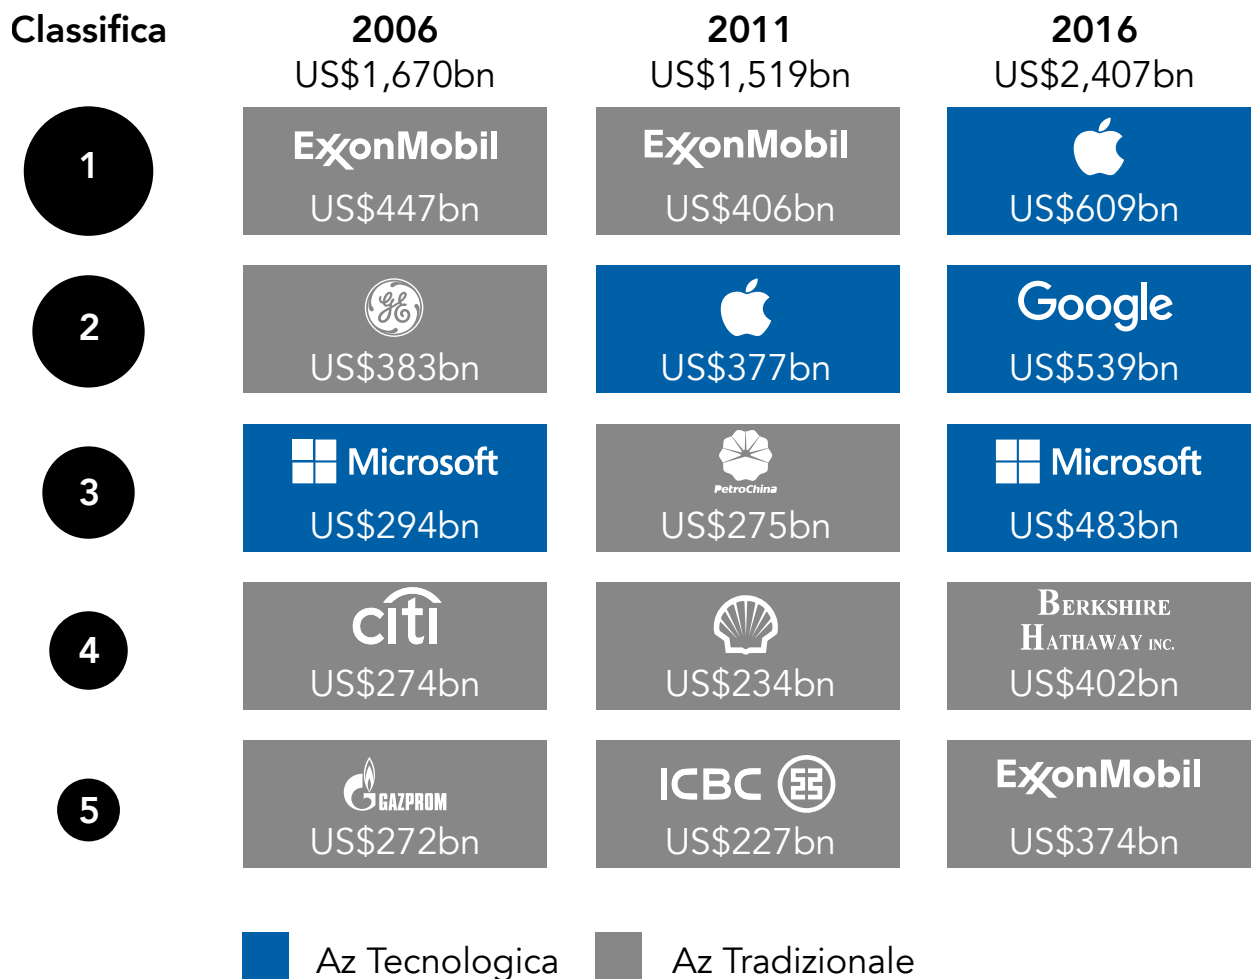 Classifica 2006 2011 2016
US$1,670bn US$1,519bn US$2,407bn
1 ExxonMobil ExxonMobil
US$447bn US$406bn US$609bn
2 GE Google
US$383bn US$377bn US$539bn
3 Microsoft PetroChina Microsoft
US$294bn US$275bn US$483bn
4 citi BERKSHIRE
HATHAWAY INC.
US$274bn US$234bn US$402bn
5 GAZPROM ICBC ExxonMobil
US$272bn US$227bn US$374bn
Az Tecnologica Az Tradizionale